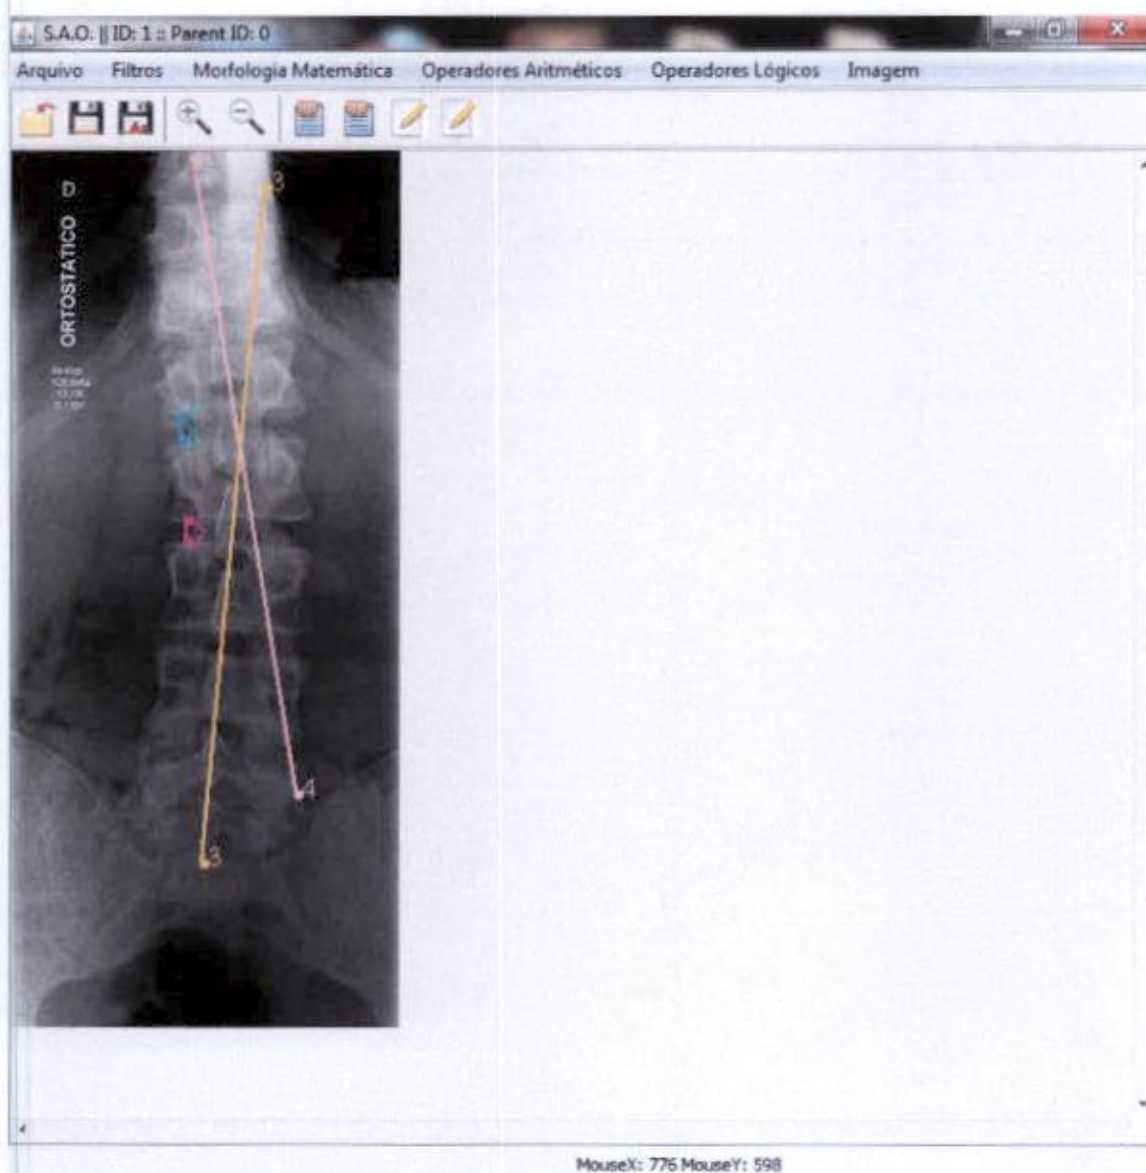 S.A.O. || ID: 1 :: Parent ID: 0
Arquivo Filtros Morfologia Matemática Operadores Aritméticos Operadores Lógicos Imagem
D
ORTOSTATICO
3
4
3
MouseX: 776 MouseY: 598